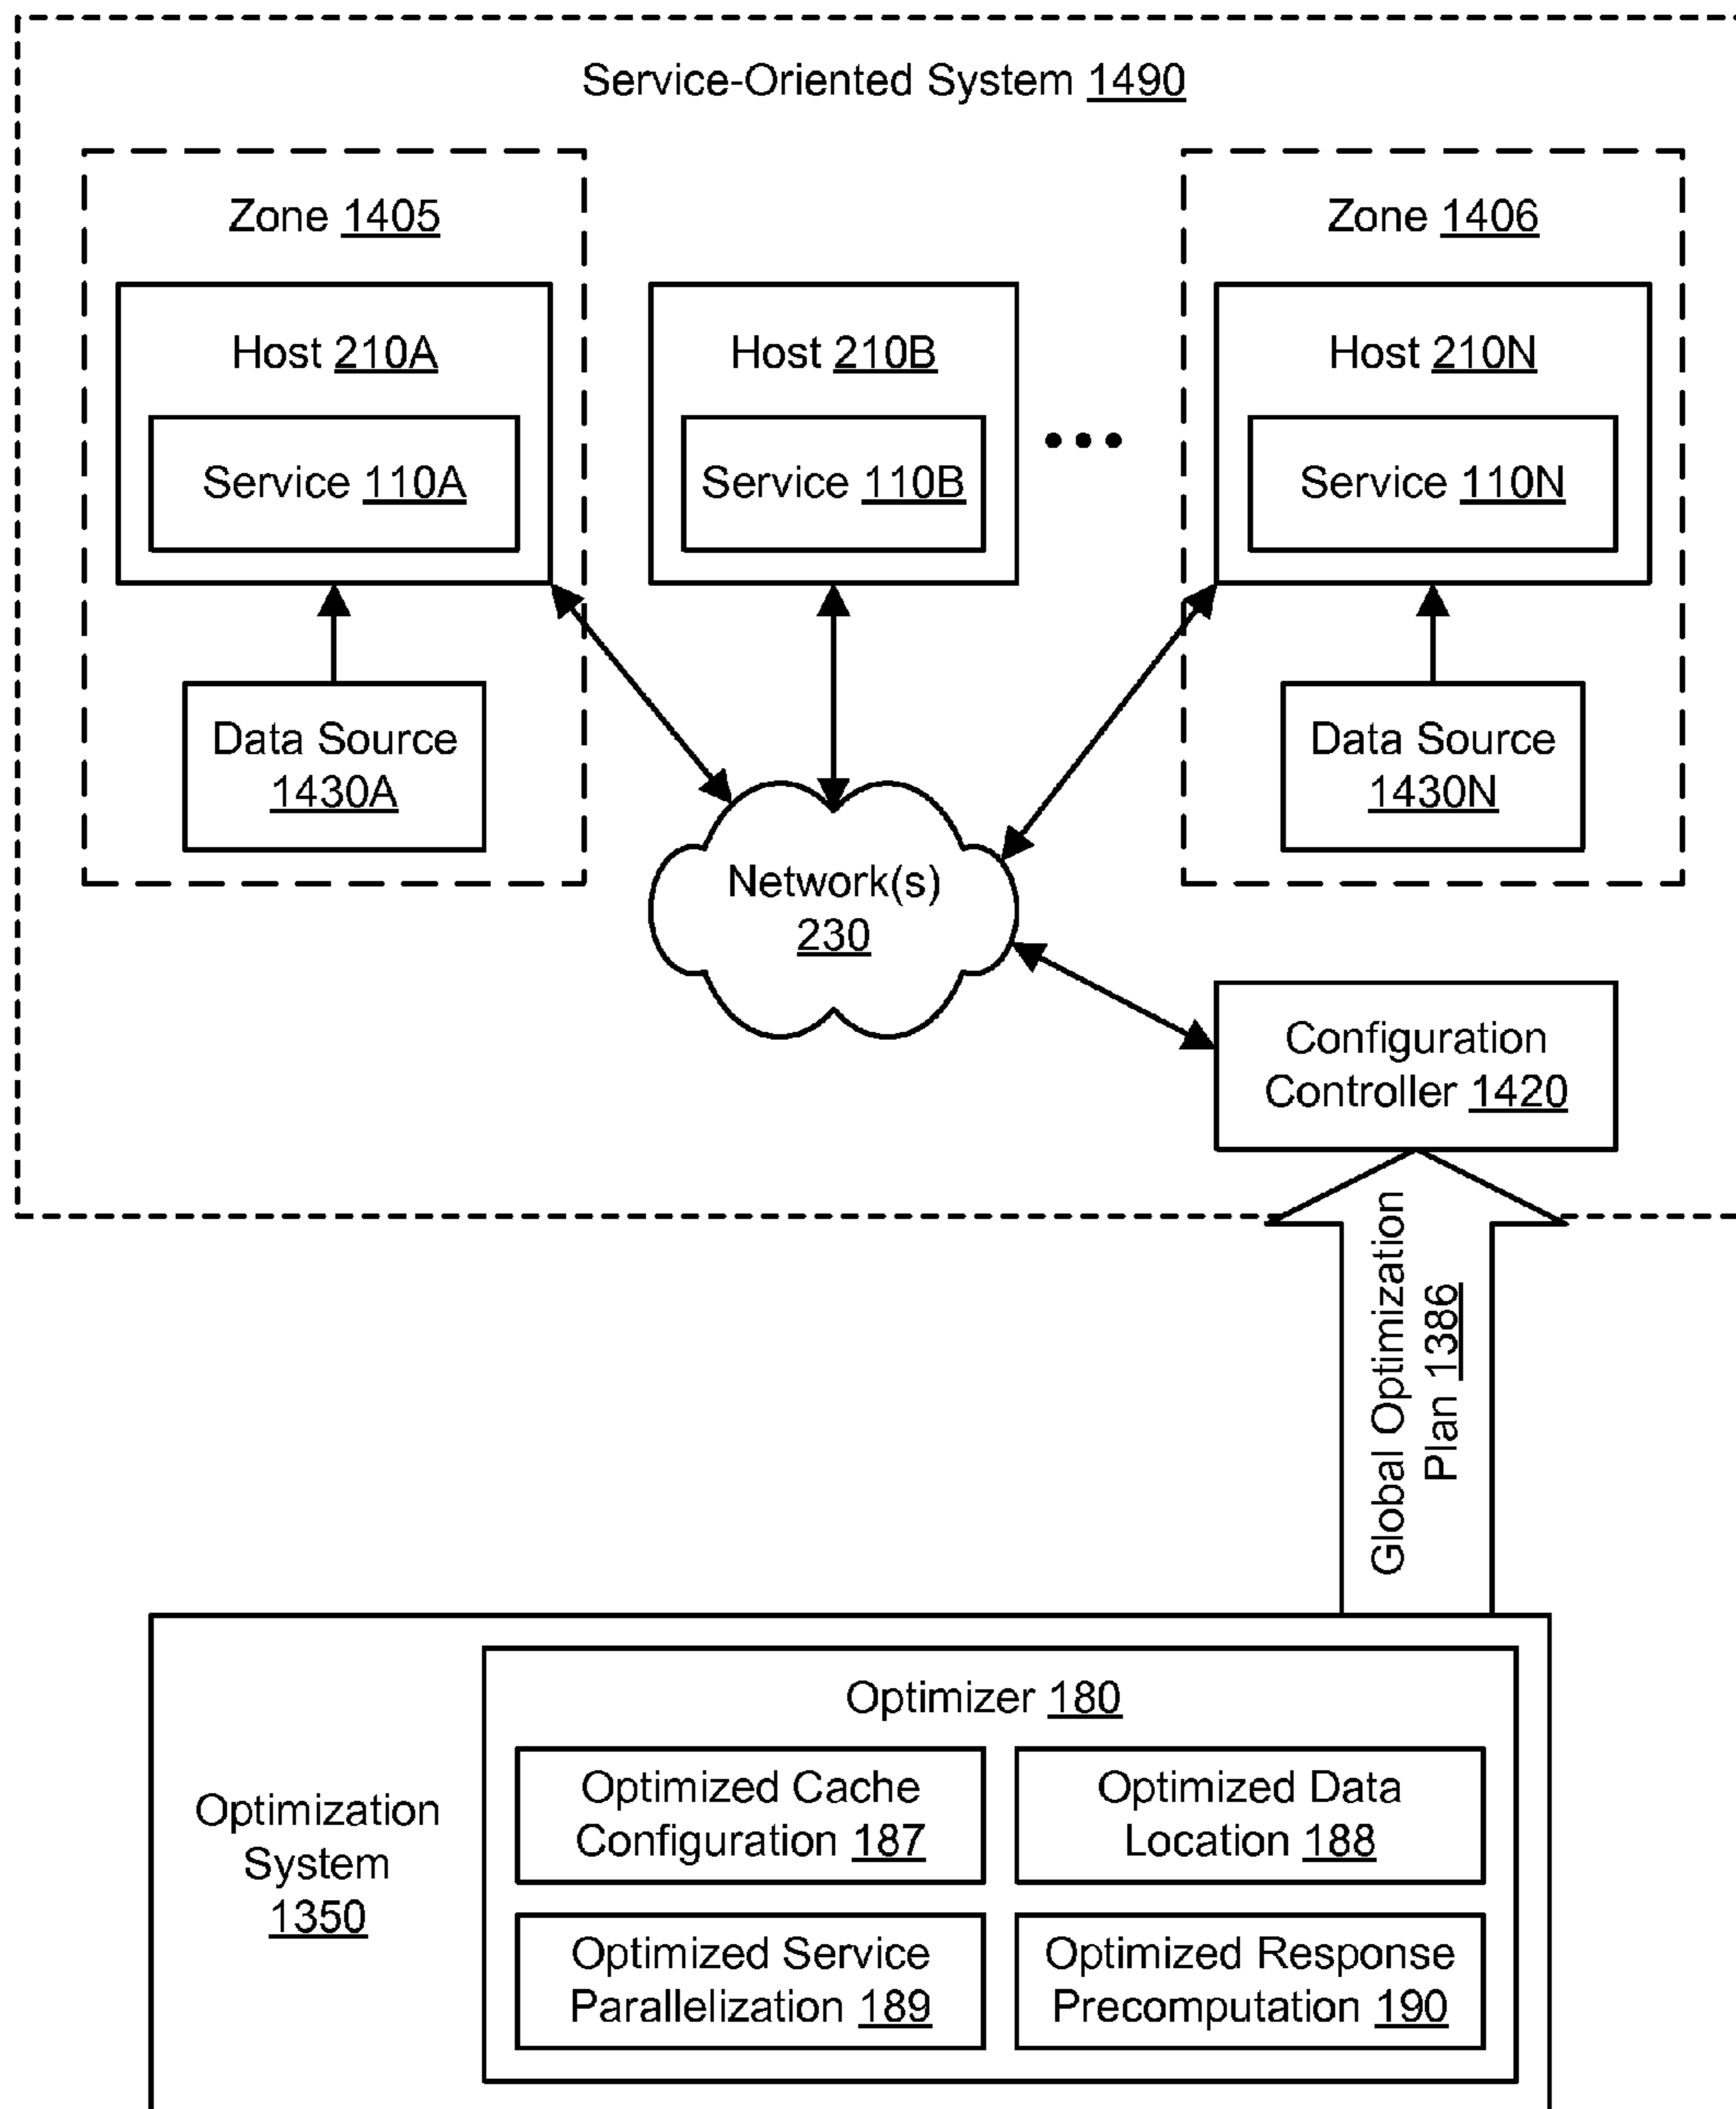 Service-Oriented System 1490
Zone 1405
Zone 1406
Host 210A
Host 210B
Host 210N
Service 110A
Service 110B
Service 110N
Data Source
1430A
Data Source
1430N
Network(s)
230
Configuration
Controller 1420
Global Optimization
Plan 1386
Optimization
System
1350
Optimizer 180
Optimized Cache
Configuration 187
Optimized Data
Location 188
Optimized Service
Parallelization 189
Optimized Response
Precomputation 190